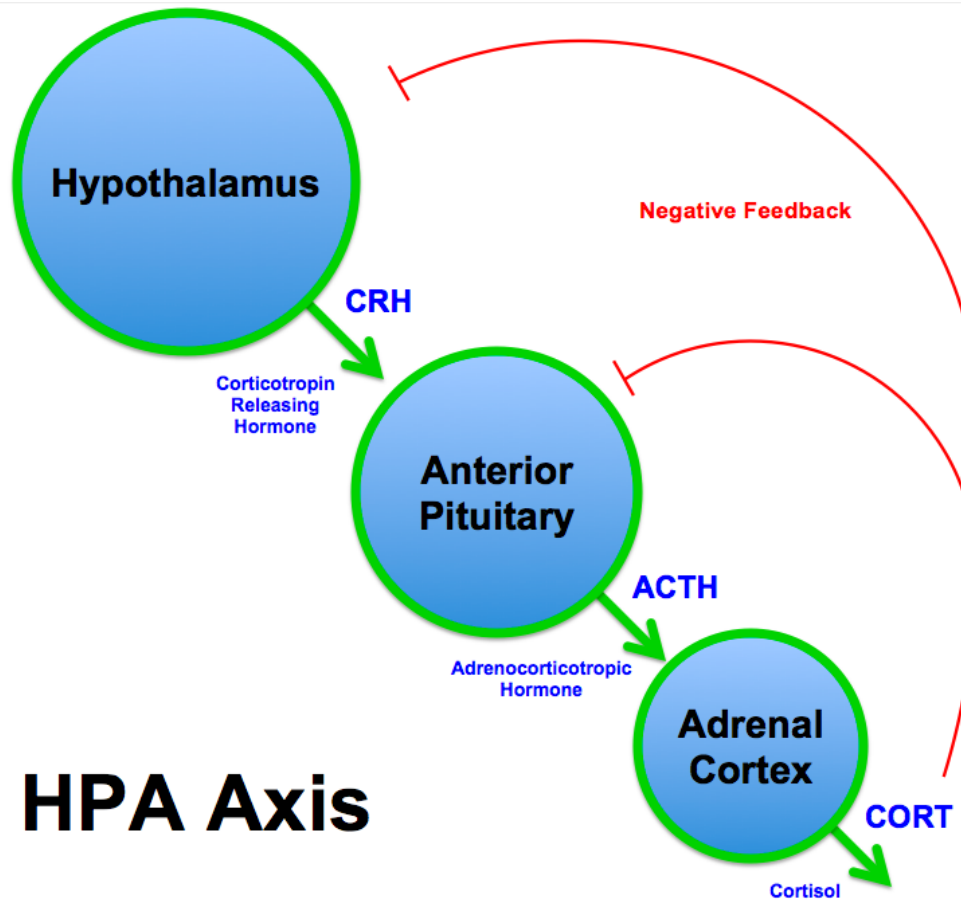 Hypothalamus
Negative Feedback
CRH
Corticotropin
Releasing
Hormone
Anterior
Pituitary
ACTH
Adrenocorticotropic
Hormone
Adrenal
Cortex
HPA Axis
CORT
Cortisol